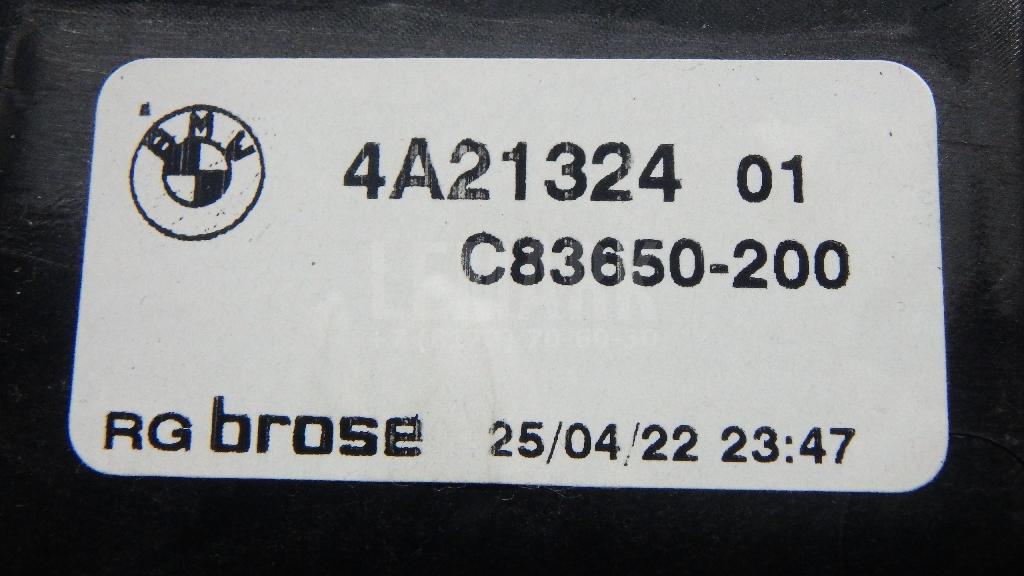 BMW
4A21324 01
C83650-200
RG brose 25/04/22 23:47